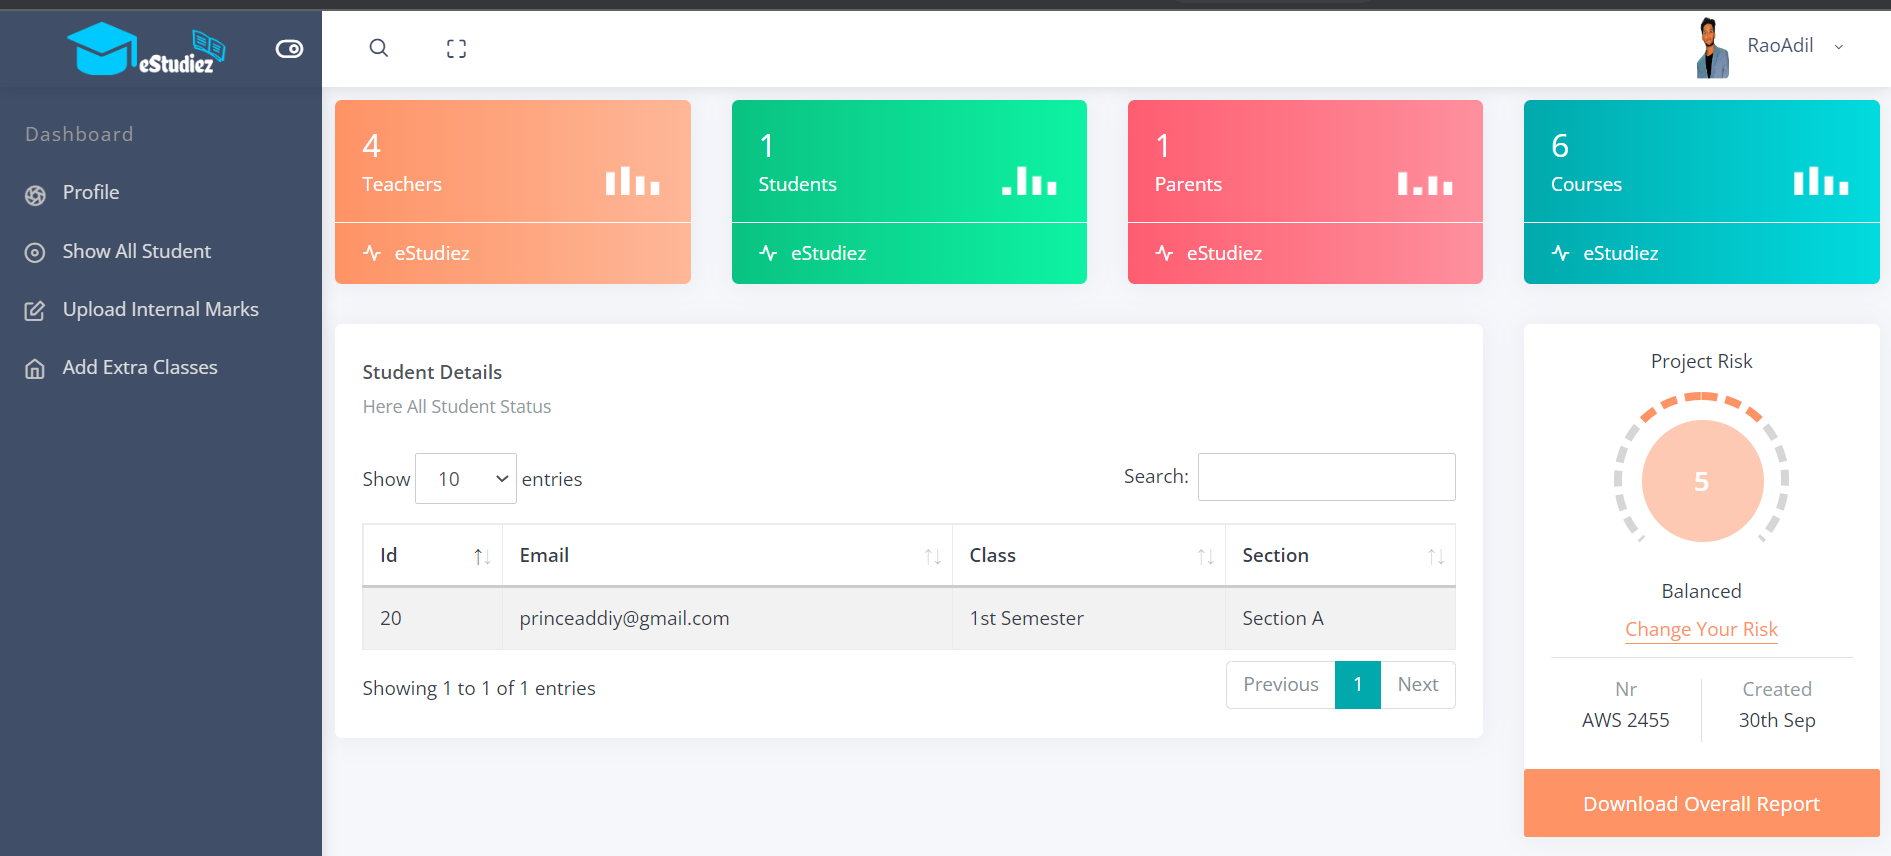 eStudiez
RaoAdil
Dashboard
Profile
Show All Student
Upload Internal Marks
Add Extra Classes
4
Teachers
eStudiez
1
Students
eStudiez
1
Parents
eStudiez
6
Courses
eStudiez
Student Details
Here All Student Status
Show 10 entries
Search:
Id Email Class Section
20 princeaddiy@gmail.com 1st Semester Section A
Showing 1 to 1 of 1 entries
Previous 1 Next
Project Risk
5
Balanced
Change Your Risk
Nr Created
AWS 2455 30th Sep
Download Overall Report